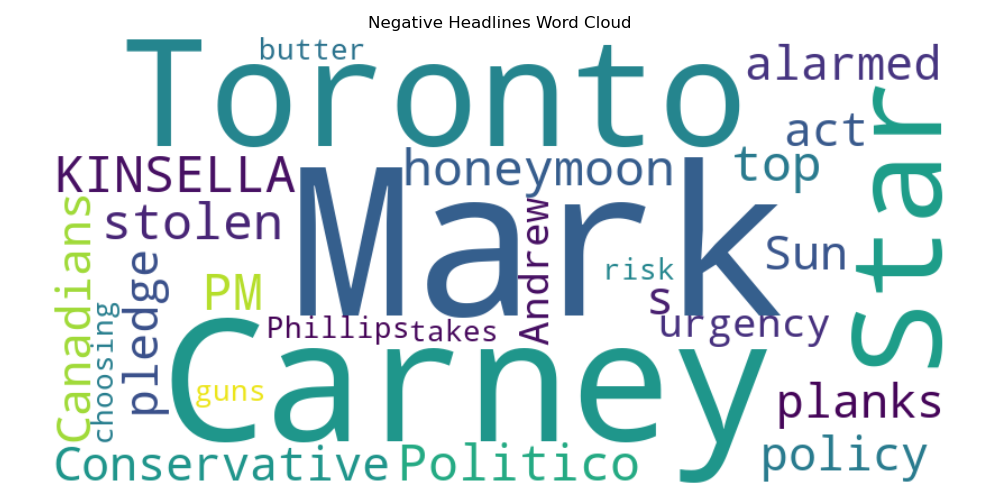 Negative Headlines Word Cloud
butter
Toronto
alarmed
act
Star
KINSELLA
honeymoon
top
stolen
Mark
Andrew
Sun
Canadians
pledge
PM
risk
s
choosing
Phillips
takes
urgency
Carney
guns
planks
Conservative
Politico
policy